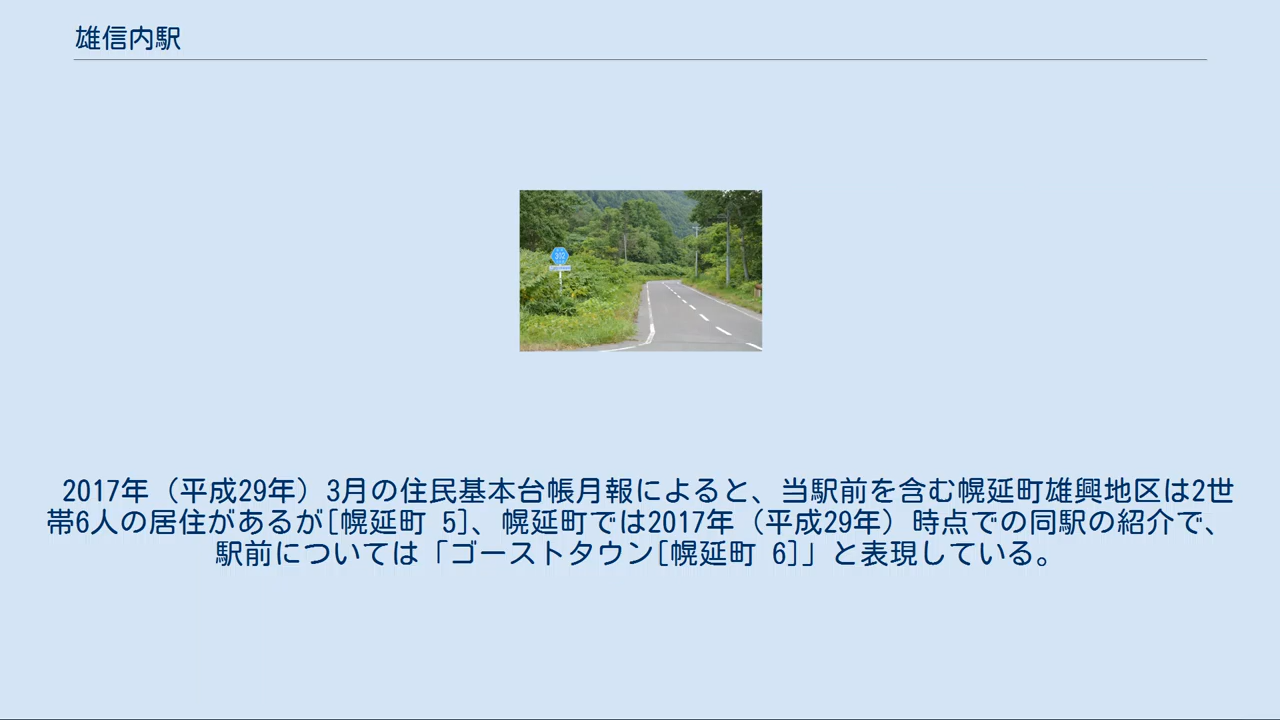 雄信内駅
302
2017年（平成29年）3月の住民基本台帳月報によると、当駅前を含む幌延町雄興地区は2世
帯6人の居住があるが[幌延町 5]、幌延町では2017年（平成29年）時点での同駅の紹介で、
駅前については「ゴーストタウン[幌延町 6]」と表現している。